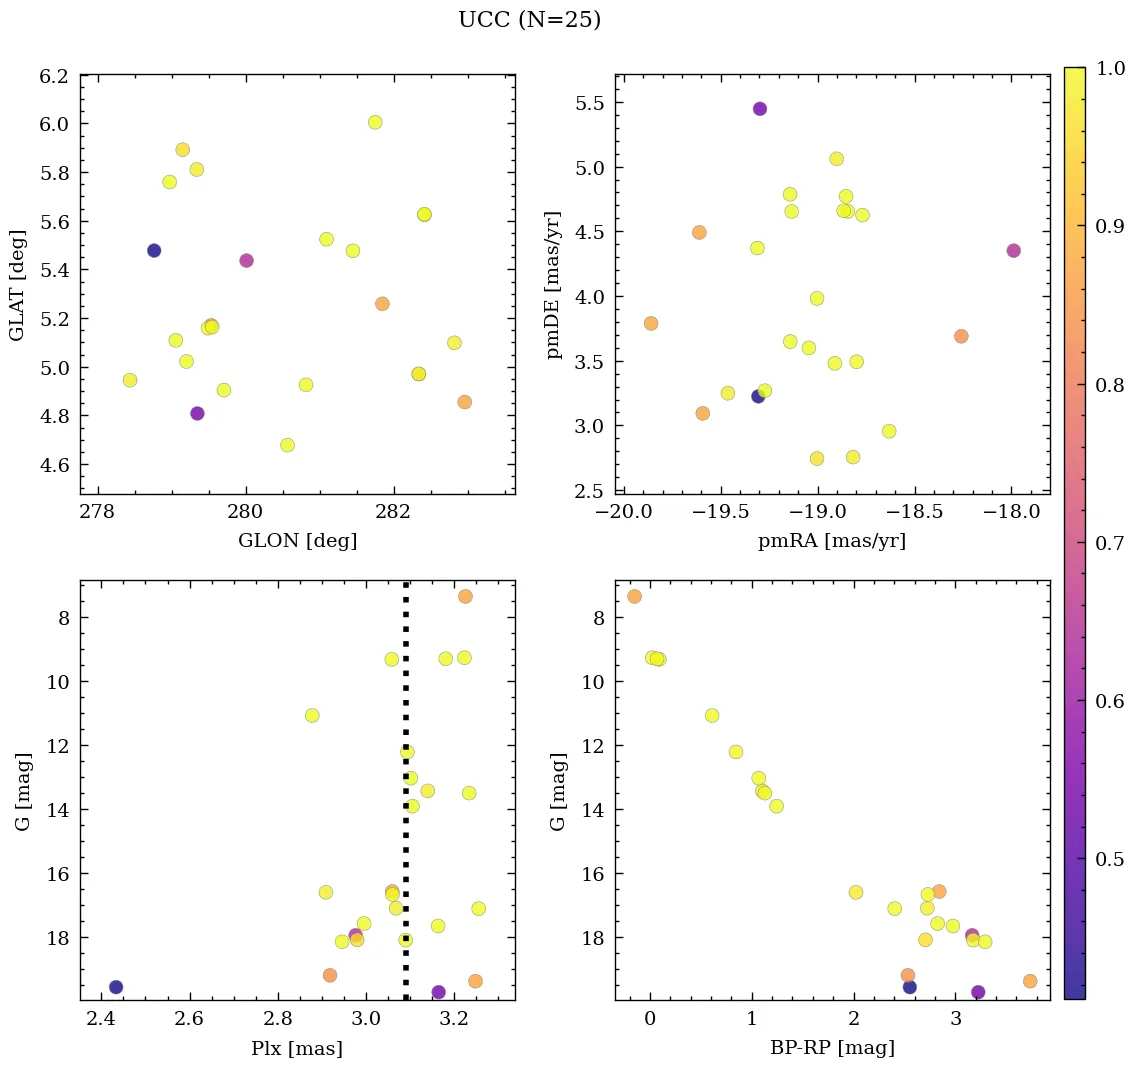 UCC (N=25)
6.2
6.0
5.8
5.6
5.4
5.2
5.0
4.8
4.6
GLAT [deg]
278 280 282
GLON [deg]
5.5
5.0
4.5
4.0
3.5
3.0
2.5
pmDE [mas/yr]
−20.0 −19.5 −19.0 −18.5 −18.0
pmRA [mas/yr]
1.0
0.9
0.8
0.7
0.6
0.5
8
10
12
14
16
18
G [mag]
2.4 2.6 2.8 3.0 3.2
Plx [mas]
8
10
12
14
16
18
G [mag]
0 1 2 3
BP-RP [mag]